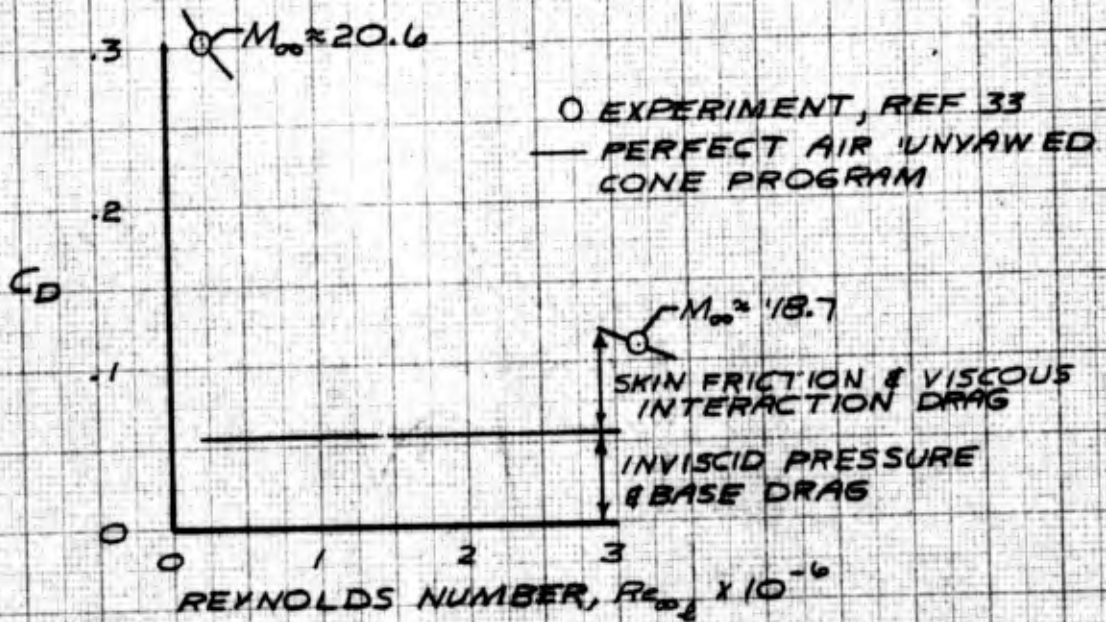 .3
M∞≈20.6
O EXPERIMENT, REF 33
— PERFECT AIR UNYAWED
CONE PROGRAM
.2
CD
M∞≈18.7
.1
SKIN FRICTION & VISCOUS
INTERACTION DRAG
INVISCID PRESSURE
& BASE DRAG
0
0 1 2 3
REYNOLDS NUMBER, Re∞ℓ x 10⁻⁶